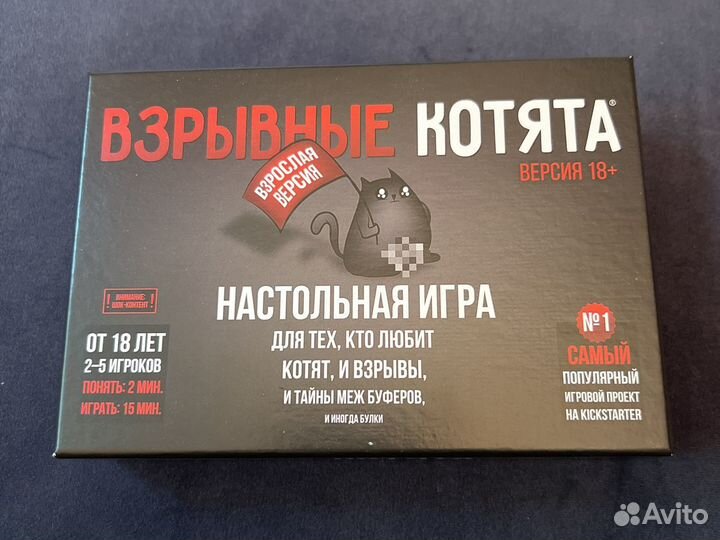 ВЗРЫВНЫЕ КОТЯТА®
ВЕРСИЯ 18+
ВЗРОСЛАЯ
ВЕРСИЯ
НАСТОЛЬНАЯ ИГРА
ДЛЯ ТЕХ, КТО ЛЮБИТ
КОТЯТ, И ВЗРЫВЫ,
И ТАЙНЫ МЕЖ БУФЕРОВ,
И ИНОГДА БУЛКИ
ВНИМАНИЕ:
ШОК-КОНТЕНТ!
ОТ 18 ЛЕТ
2–5 ИГРОКОВ
ПОНЯТЬ: 2 МИН.
ИГРАТЬ: 15 МИН.
№1
САМЫЙ
ПОПУЛЯРНЫЙ
ИГРОВОЙ ПРОЕКТ
НА KICKSTARTER
Avito